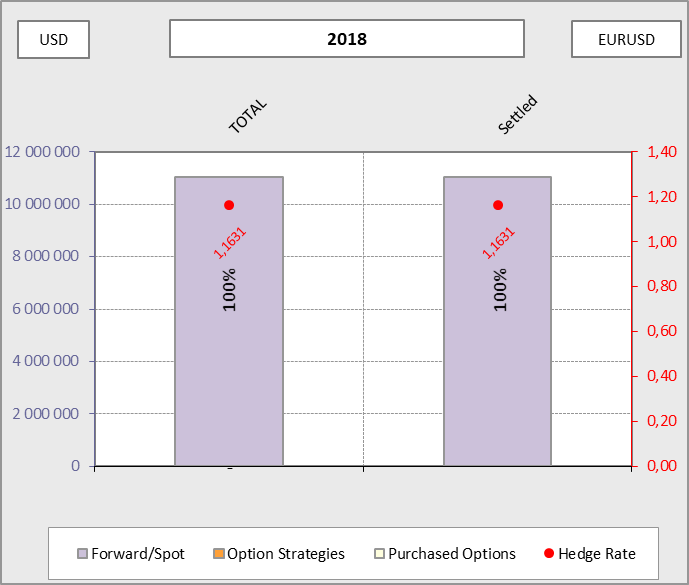 USD
2018
EURUSD
TOTAL
Settled
12 000 000
10 000 000
8 000 000
6 000 000
4 000 000
2 000 000
0
1,40
1,20
1,00
0,80
0,60
0,40
0,20
0,00
1,1631
1,1631
100%
100%
-
Forward/Spot
Option Strategies
Purchased Options
Hedge Rate